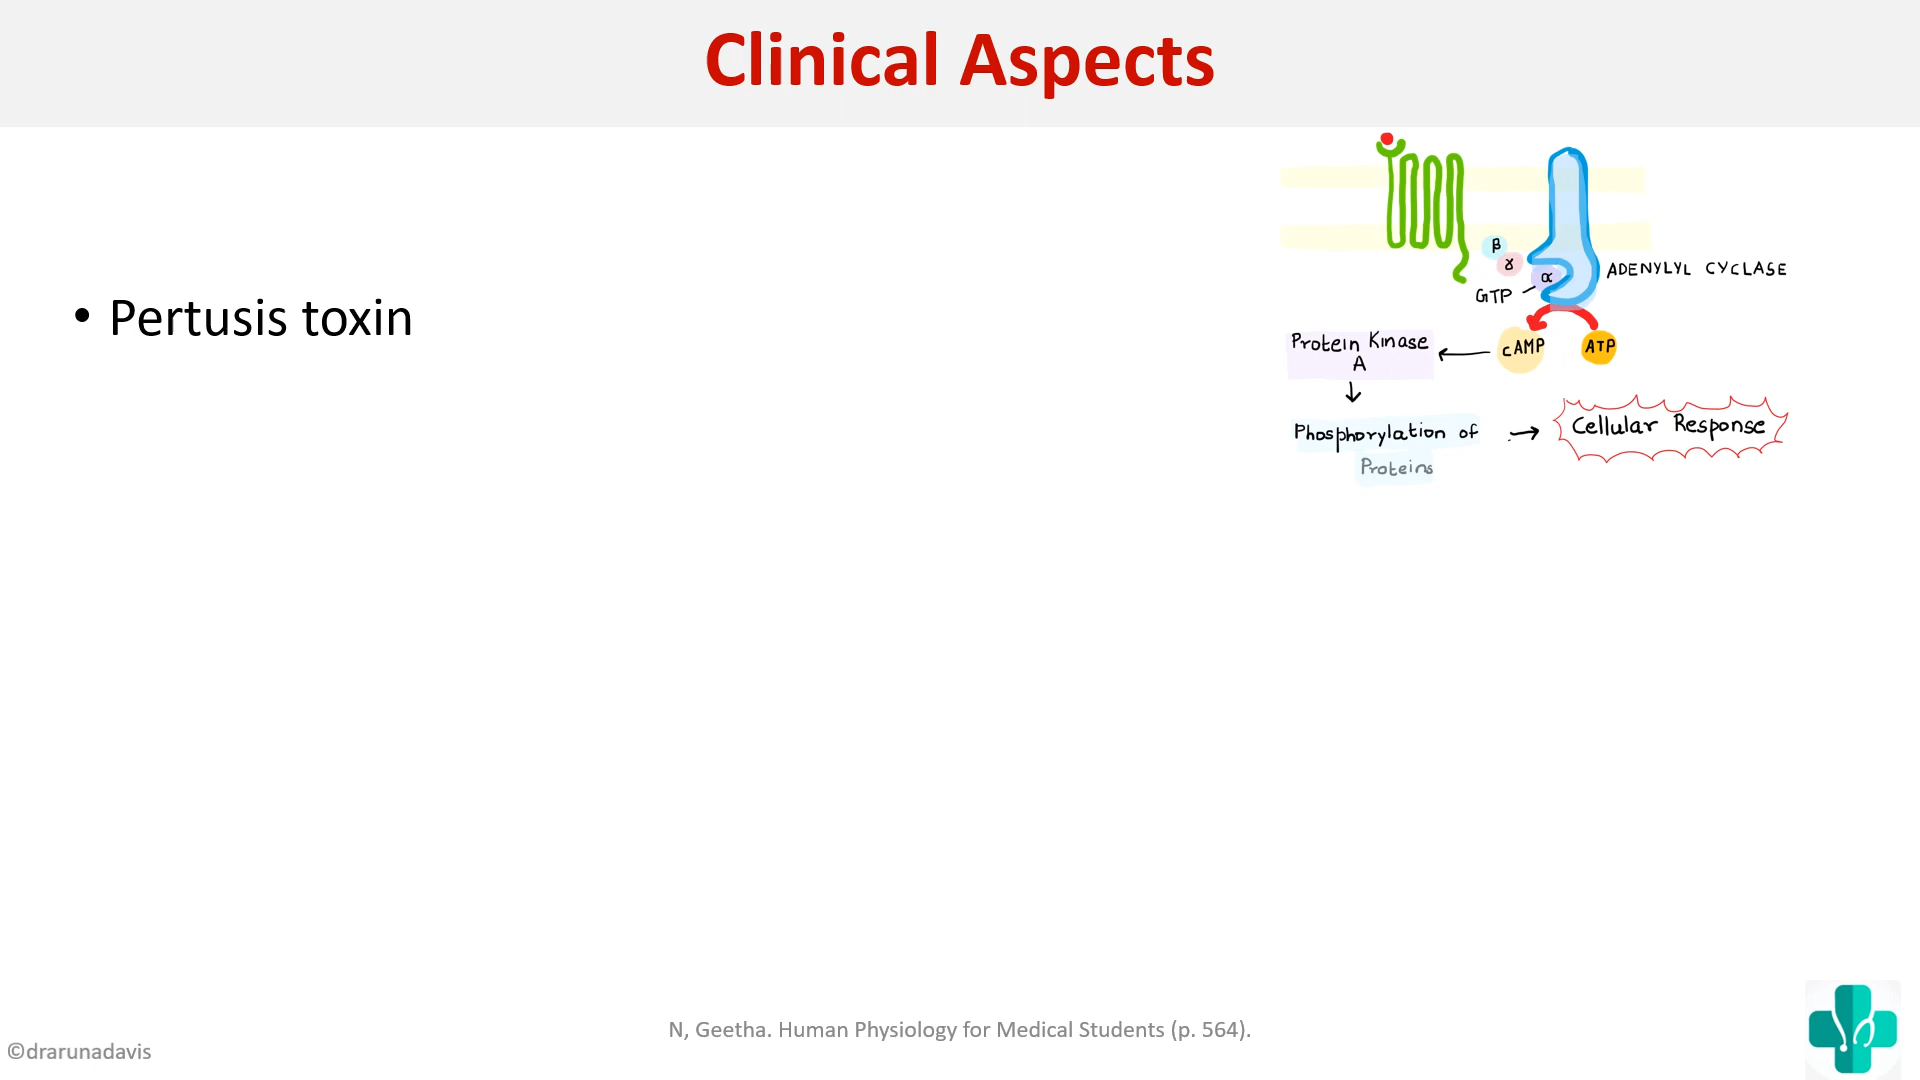 Clinical Aspects
• Pertusis toxin
β
γ
α
GTP
ADENYLYL CYCLASE
Protein Kinase
A
cAMP
ATP
Phosphorylation of
Proteins
Cellular Response
N, Geetha. Human Physiology for Medical Students (p. 564).
©drarunadavis